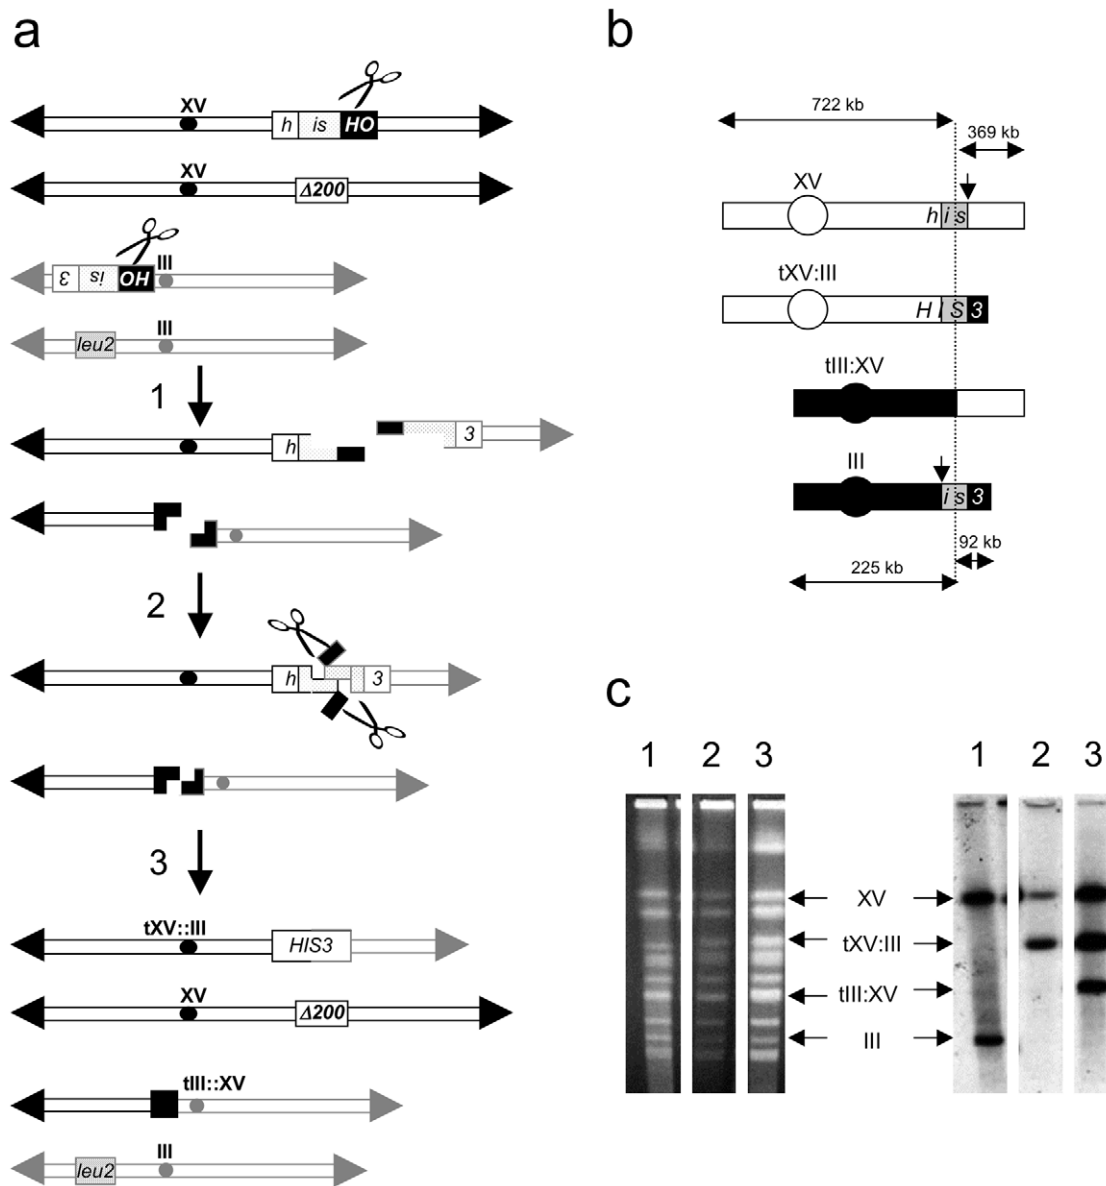 a
XV
h is HO
XV
Δ200
III
3 is HO
III
leu2
1
h
3
2
h
3
3
tXV::III
HIS3
XV
Δ200
tIII::XV
III
leu2
b
722 kb
369 kb
XV
h i s
tXV:III
H I S 3
tIII:XV
III
i s 3
92 kb
225 kb
c
1 2 3
1 2 3
XV
tXV:III
tIII:XV
III